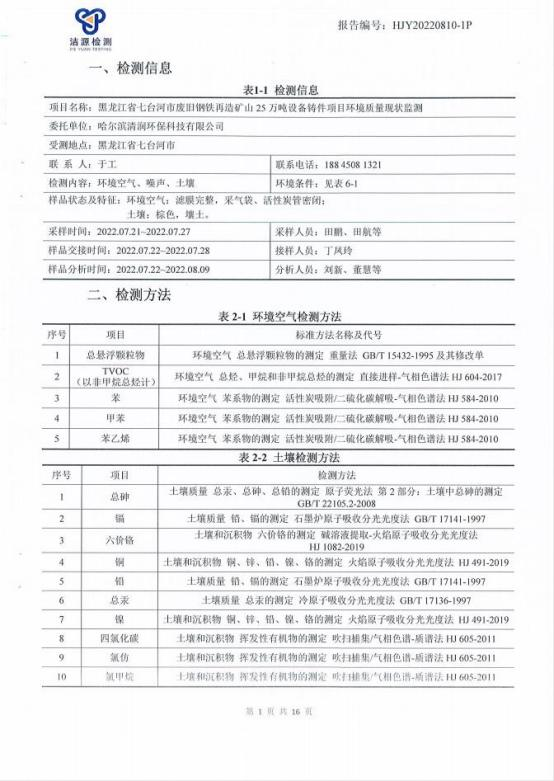 洁源检测
JIE YUAN TESTING
报告编号：HJY20220810-1P
一、检测信息
表1-1 检测信息
项目名称：黑龙江省七台河市废旧钢铁再造矿山 25 万吨设备铸件项目环境质量现状监测
委托单位：哈尔滨清润环保科技有限公司
受测地点：黑龙江省七台河市
联 系 人：于工 联系电话：188 4508 1321
检测内容：环境空气、噪声、土壤 环境条件：见表 6-1
样品状态及特征：环境空气：滤膜完整，采气袋、活性炭管密闭；
土壤：棕色，壤土。
采样时间：2022.07.21~2022.07.27 采样人员：田鹏、田航等
样品交接时间：2022.07.22~2022.07.28 接样人员：丁凤玲
样品分析时间：2022.07.22~2022.08.09 分析人员：刘新、董慧等
二、检测方法
表 2-1 环境空气检测方法
序号 项目 标准方法名称及代号
1 总悬浮颗粒物 环境空气 总悬浮颗粒物的测定 重量法 GB/T 15432-1995 及其修改单
2 TVOC（以非甲烷总烃计） 环境空气 总烃、甲烷和非甲烷总烃的测定 直接进样-气相色谱法 HJ 604-2017
3 苯 环境空气 苯系物的测定 活性炭吸附/二硫化碳解吸-气相色谱法 HJ 584-2010
4 甲苯 环境空气 苯系物的测定 活性炭吸附/二硫化碳解吸-气相色谱法 HJ 584-2010
5 苯乙烯 环境空气 苯系物的测定 活性炭吸附/二硫化碳解吸-气相色谱法 HJ 584-2010
表 2-2 土壤检测方法
序号 项目 检测方法
1 总砷 土壤质量 总汞、总砷、总铅的测定 原子荧光法 第 2 部分：土壤中总砷的测定
GB/T 22105.2-2008
2 镉 土壤质量 铅、镉的测定 石墨炉原子吸收分光光度法 GB/T 17141-1997
3 六价铬 土壤和沉积物 六价铬的测定 碱溶液提取-火焰原子吸收分光光度法
HJ 1082-2019
4 铜 土壤和沉积物 铜、锌、铅、镍、铬的测定 火焰原子吸收分光光度法 HJ 491-2019
5 铅 土壤质量 铅、镉的测定 石墨炉原子吸收分光光度法 GB/T 17141-1997
6 总汞 土壤质量 总汞的测定 冷原子吸收分光光度法 GB/T 17136-1997
7 镍 土壤和沉积物 铜、锌、铅、镍、铬的测定 火焰原子吸收分光光度法 HJ 491-2019
8 四氯化碳 土壤和沉积物 挥发性有机物的测定 吹扫捕集/气相色谱-质谱法 HJ 605-2011
9 氯仿 土壤和沉积物 挥发性有机物的测定 吹扫捕集/气相色谱-质谱法 HJ 605-2011
10 氯甲烷 土壤和沉积物 挥发性有机物的测定 吹扫捕集/气相色谱-质谱法 HJ 605-2011
第 1 页 共 16 页